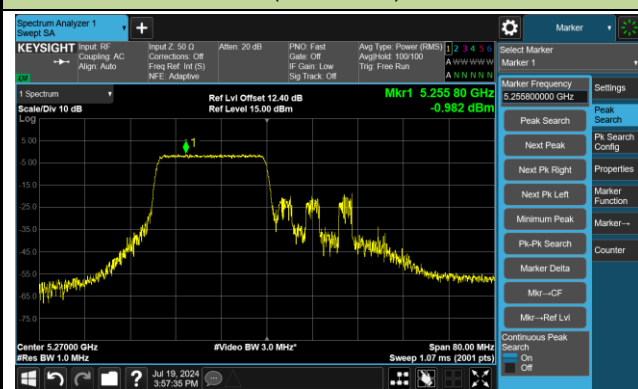 Spectrum Analyzer 1
Swept SA
Marker
KEYSIGHT
Input: RF
Coupling: AC
Align: Auto
Input Z: 50 Ω
Corrections: Off
Freq Ref: Int (S)
NFE: Adaptive
Atten: 20 dB
PNO: Fast
Gate: Off
IF Gain: Low
Sig Track: Off
Avg Type: Power (RMS)
Avg|Hold: 100/100
Trig: Free Run
1 2 3 4 5 6
A W W W W W
A N N N N N
LM
Select Marker
Marker 1
1 Spectrum
Scale/Div 10 dB
Log
Ref Lvl Offset 12.40 dB
Ref Level 15.00 dBm
Mkr1 5.255 80 GHz
-0.982 dBm
5.00
-5.00
-15.0
-25.0
-35.0
-45.0
-55.0
-65.0
-75.0
1
Center 5.27000 GHz
#Res BW 1.0 MHz
#Video BW 3.0 MHz*
Span 80.00 MHz
Sweep 1.07 ms (2001 pts)
Marker Frequency
5.255800000 GHz
Peak Search
Next Peak
Next Pk Right
Next Pk Left
Minimum Peak
Pk-Pk Search
Marker Delta
Mkr→CF
Mkr→Ref Lvl
Continuous Peak
Search
On
Off
Settings
Peak
Search
Pk Search
Config
Properties
Marker
Function
Marker→
Counter
Jul 19, 2024
3:57:35 PM